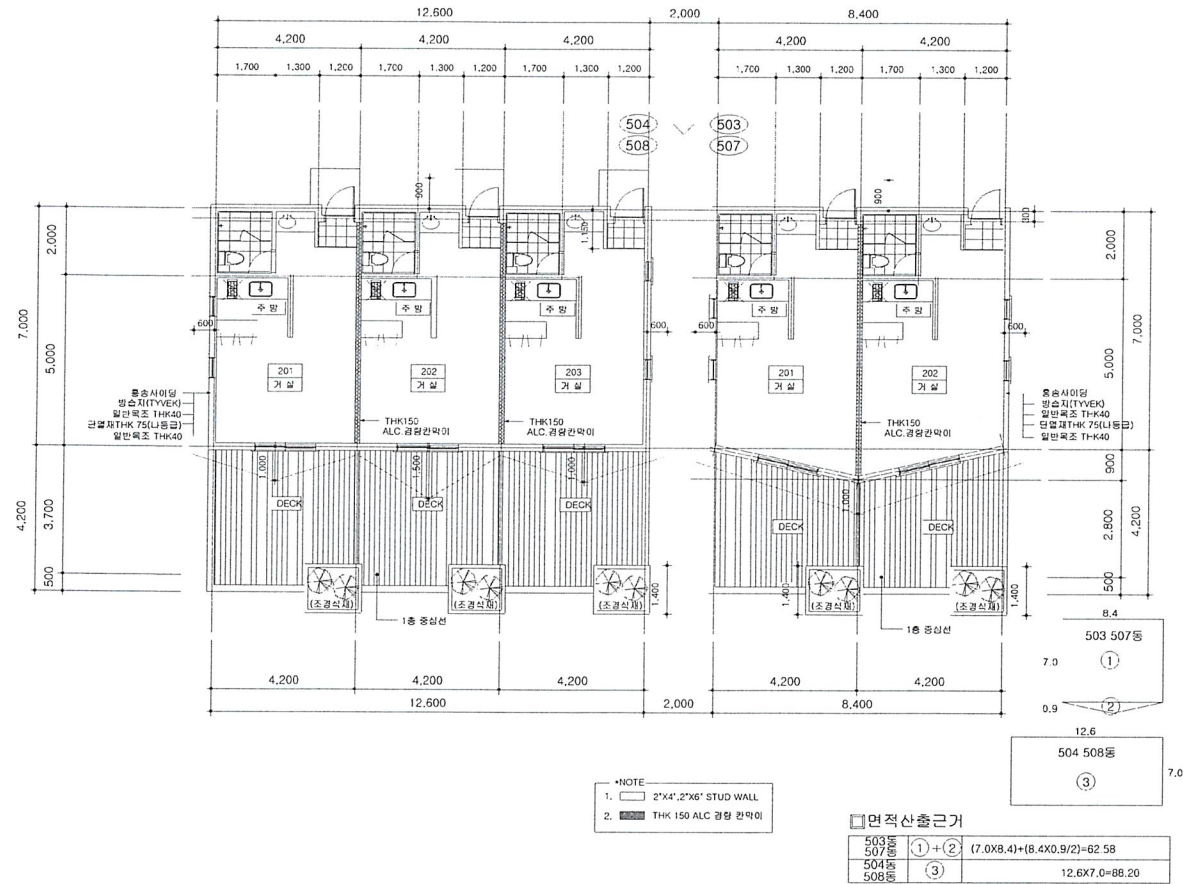 12,600
2,000
8,400
4,200
4,200
4,200
4,200
4,200
1,700
1,300
1,200
1,700
1,300
1,200
1,700
1,300
1,200
1,700
1,300
1,200
1,700
1,300
1,200
504
503
508
507
900
900
300
1,150
2,000
5,000
7,000
2,000
5,000
7,000
주 방
주 방
주 방
주 방
주 방
600
600
600
600
201
거 실
202
거 실
203
거 실
201
거 실
202
거 실
홍송사이딩
방습지(TYVEK)
일반목조 THK40
단열재THK 75(나등급)
일반목조 THK40
THK150
ALC.경량칸막이
THK150
ALC.경량칸막이
THK150
ALC.경량칸막이
홍송사이딩
방습지(TYVEK)
일반목조 THK40
단열재THK 75(나등급)
일반목조 THK40
1,000
1,500
1,000
1,000
900
DECK
DECK
DECK
DECK
DECK
4,200
3,700
500
2,800
4,200
500
(조경식재)
(조경식재)
(조경식재)
(조경식재)
(조경식재)
1,400
1,400
1,400
1층 중심선
1층 중심선
4,200
4,200
4,200
4,200
4,200
12,600
2,000
8,400
8.4
503 507동
7.0
①
0.9
②
12.6
504 508동
③
7.0
*NOTE
1. 2"X4",2"X6" STUD WALL
2. THK 150 ALC 경량 칸막이
면적산출근거
503동
507동
①+② (7.0X8.4)+(8.4X0.9/2)=62.58
504동
508동
③ 12.6X7.0=88.20